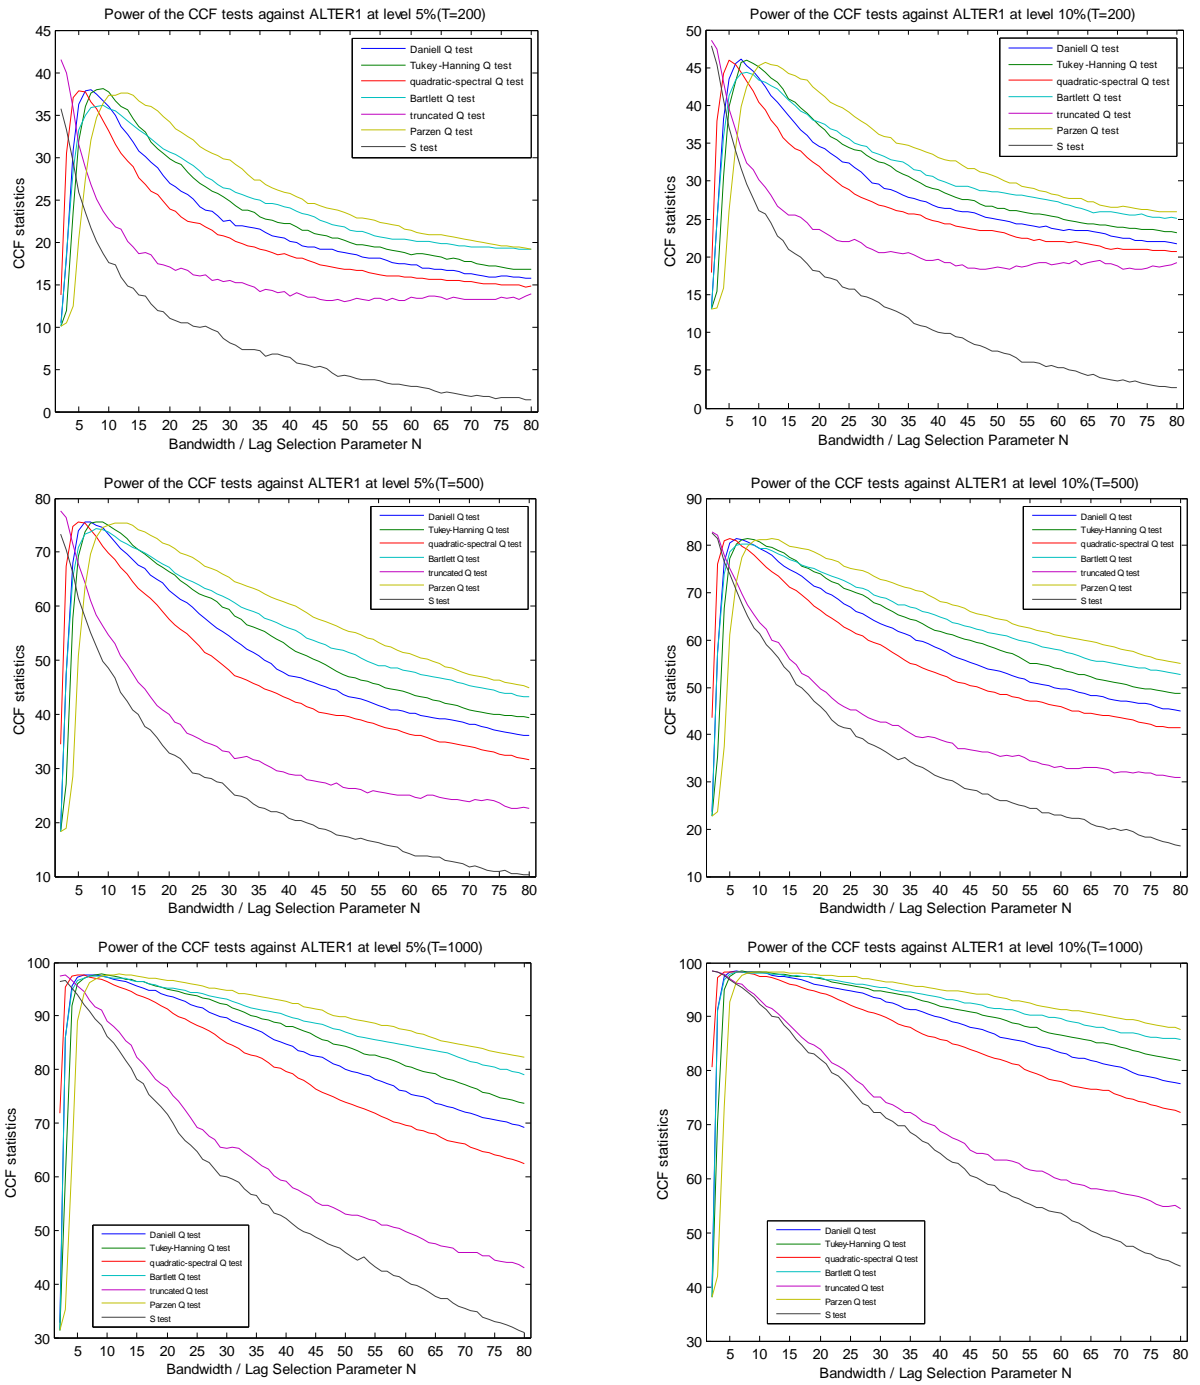 Power of the CCF tests against ALTER1 at level 5%(T=200)
45
40
35
30
25
20
15
10
5
0
CCF statistics
Daniell Q test
Tukey-Hanning Q test
quadratic-spectral Q test
Bartlett Q test
truncated Q test
Parzen Q test
S test
5 10 15 20 25 30 35 40 45 50 55 60 65 70 75 80
Bandwidth / Lag Selection Parameter N
Power of the CCF tests against ALTER1 at level 10%(T=200)
50
45
40
35
30
25
20
15
10
5
0
CCF statistics
Daniell Q test
Tukey-Hanning Q test
quadratic-spectral Q test
Bartlett Q test
truncated Q test
Parzen Q test
S test
5 10 15 20 25 30 35 40 45 50 55 60 65 70 75 80
Bandwidth / Lag Selection Parameter N
Power of the CCF tests against ALTER1 at level 5%(T=500)
80
70
60
50
40
30
20
10
CCF statistics
Daniell Q test
Tukey-Hanning Q test
quadratic-spectral Q test
Bartlett Q test
truncated Q test
Parzen Q test
S test
5 10 15 20 25 30 35 40 45 50 55 60 65 70 75 80
Bandwidth / Lag Selection Parameter N
Power of the CCF tests against ALTER1 at level 10%(T=500)
90
80
70
60
50
40
30
20
10
CCF statistics
Daniell Q test
Tukey-Hanning Q test
quadratic-spectral Q test
Bartlett Q test
truncated Q test
Parzen Q test
S test
5 10 15 20 25 30 35 40 45 50 55 60 65 70 75 80
Bandwidth / Lag Selection Parameter N
Power of the CCF tests against ALTER1 at level 5%(T=1000)
100
90
80
70
60
50
40
30
CCF statistics
Daniell Q test
Tukey-Hanning Q test
quadratic-spectral Q test
Bartlett Q test
truncated Q test
Parzen Q test
S test
5 10 15 20 25 30 35 40 45 50 55 60 65 70 75 80
Bandwidth / Lag Selection Parameter N
Power of the CCF tests against ALTER1 at level 10%(T=1000)
100
90
80
70
60
50
40
30
CCF statistics
Daniell Q test
Tukey-Hanning Q test
quadratic-spectral Q test
Bartlett Q test
truncated Q test
Parzen Q test
S test
5 10 15 20 25 30 35 40 45 50 55 60 65 70 75 80
Bandwidth / Lag Selection Parameter N